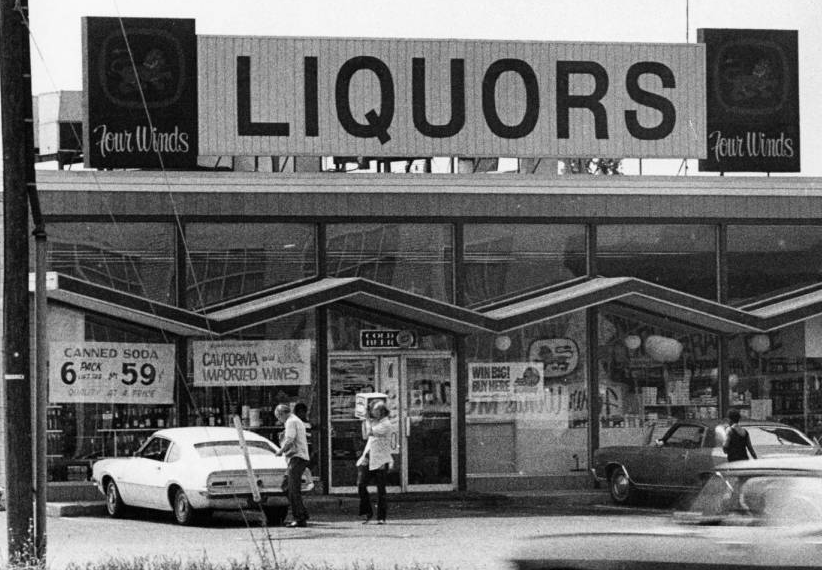 LIQUORS
Four Winds
Four Winds
CANNED SODA
6 PACK 59¢
QUALITY AT A PRICE
CALIFORNIA and
IMPORTED WINES
COLD
BEER
WIN BIG!
BUY HERE